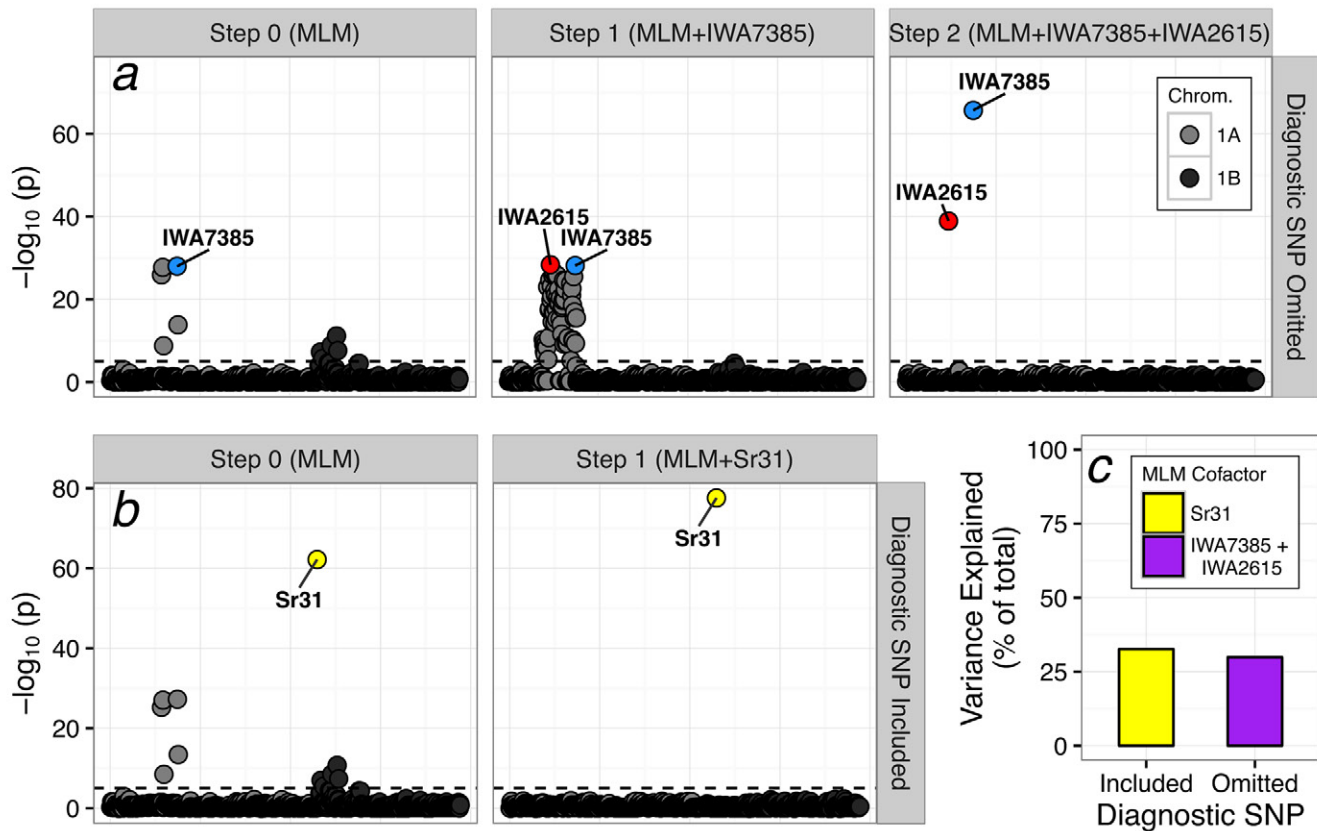 Step 0 (MLM)
Step 1 (MLM+IWA7385)
Step 2 (MLM+IWA7385+IWA2615)
a
−log10 (p)
60
40
20
0
IWA7385
IWA2615
IWA7385
IWA7385
IWA2615
Chrom.
1A
1B
Diagnostic SNP Omitted
Step 0 (MLM)
Step 1 (MLM+Sr31)
b
−log10 (p)
80
60
40
20
0
Sr31
Sr31
Diagnostic SNP Included
c
Variance Explained
(% of total)
100
75
50
25
0
MLM Cofactor
Sr31
IWA7385 +
IWA2615
Included
Omitted
Diagnostic SNP